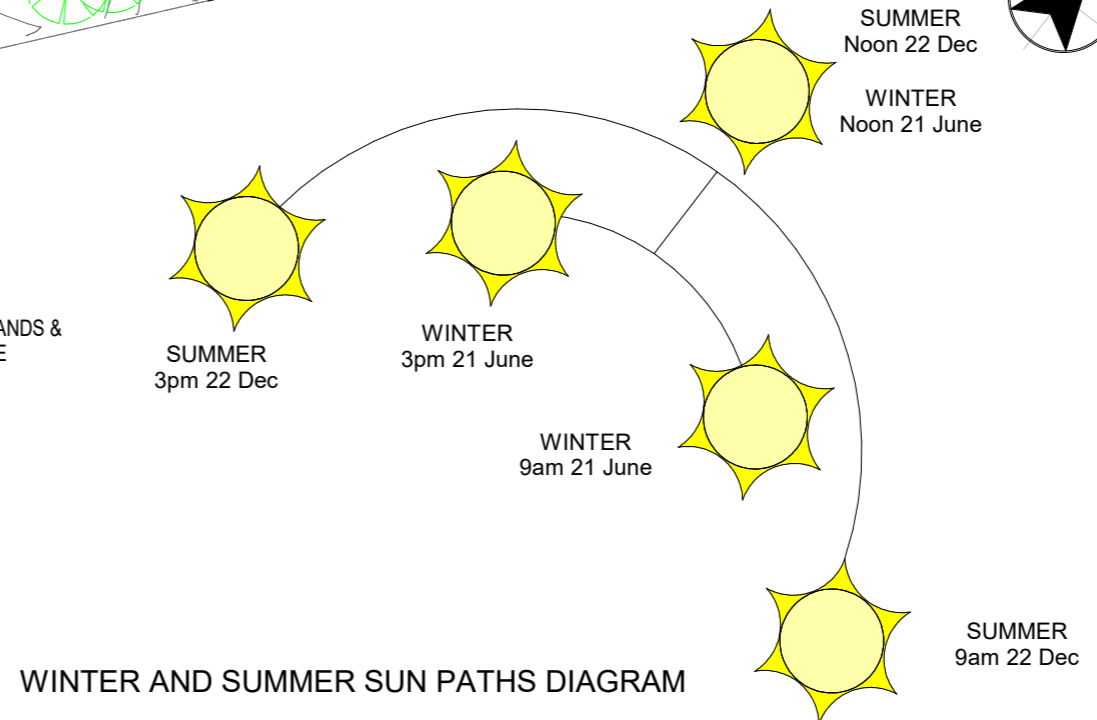 SUMMER
Noon 22 Dec
WINTER
Noon 21 June
ANDS &
E
WINTER
3pm 21 June
SUMMER
3pm 22 Dec
WINTER
9am 21 June
SUMMER
9am 22 Dec
WINTER AND SUMMER SUN PATHS DIAGRAM